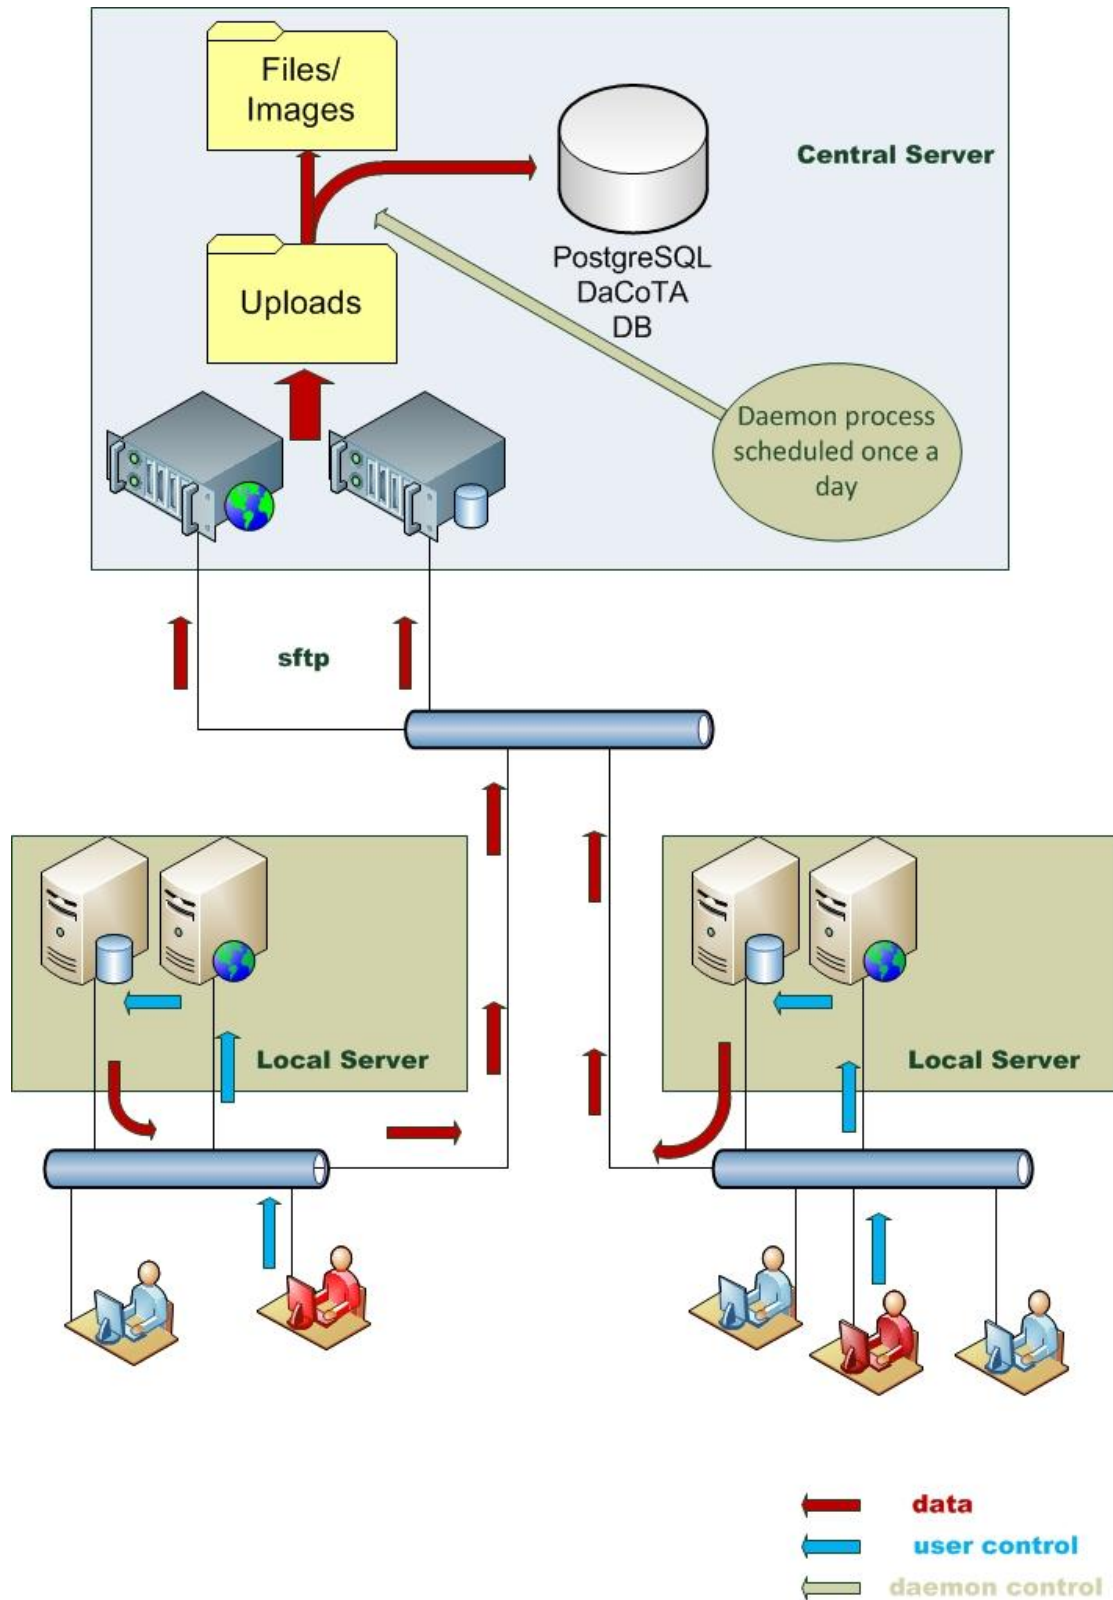 Files/
Images
Central Server
PostgreSQL
DaCoTA
DB
Uploads
Daemon process
scheduled once a
day
sftp
Local Server
Local Server
data
user control
daemon control